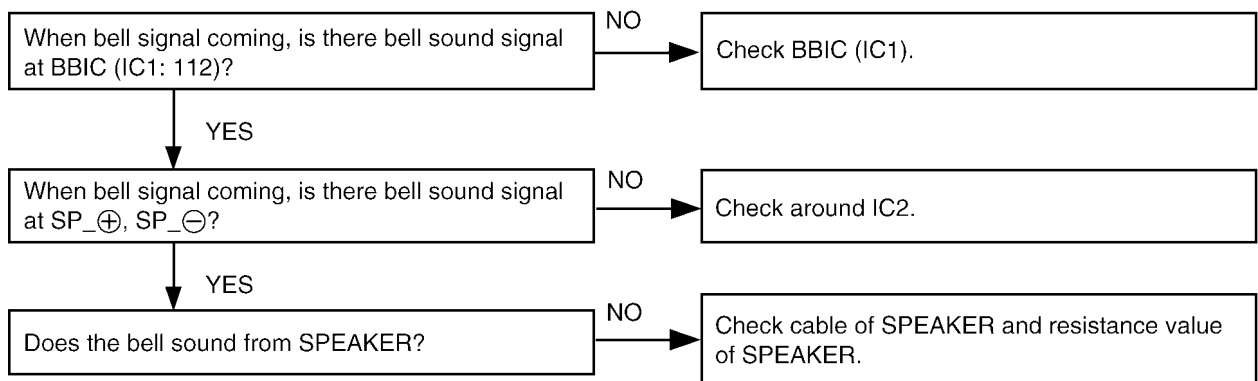 When bell signal coming, is there bell sound signal
at BBIC (IC1: 112)?
NO
Check BBIC (IC1).
YES
When bell signal coming, is there bell sound signal
at SP_⊕, SP_⊖?
NO
Check around IC2.
YES
Does the bell sound from SPEAKER?
NO
Check cable of SPEAKER and resistance value
of SPEAKER.